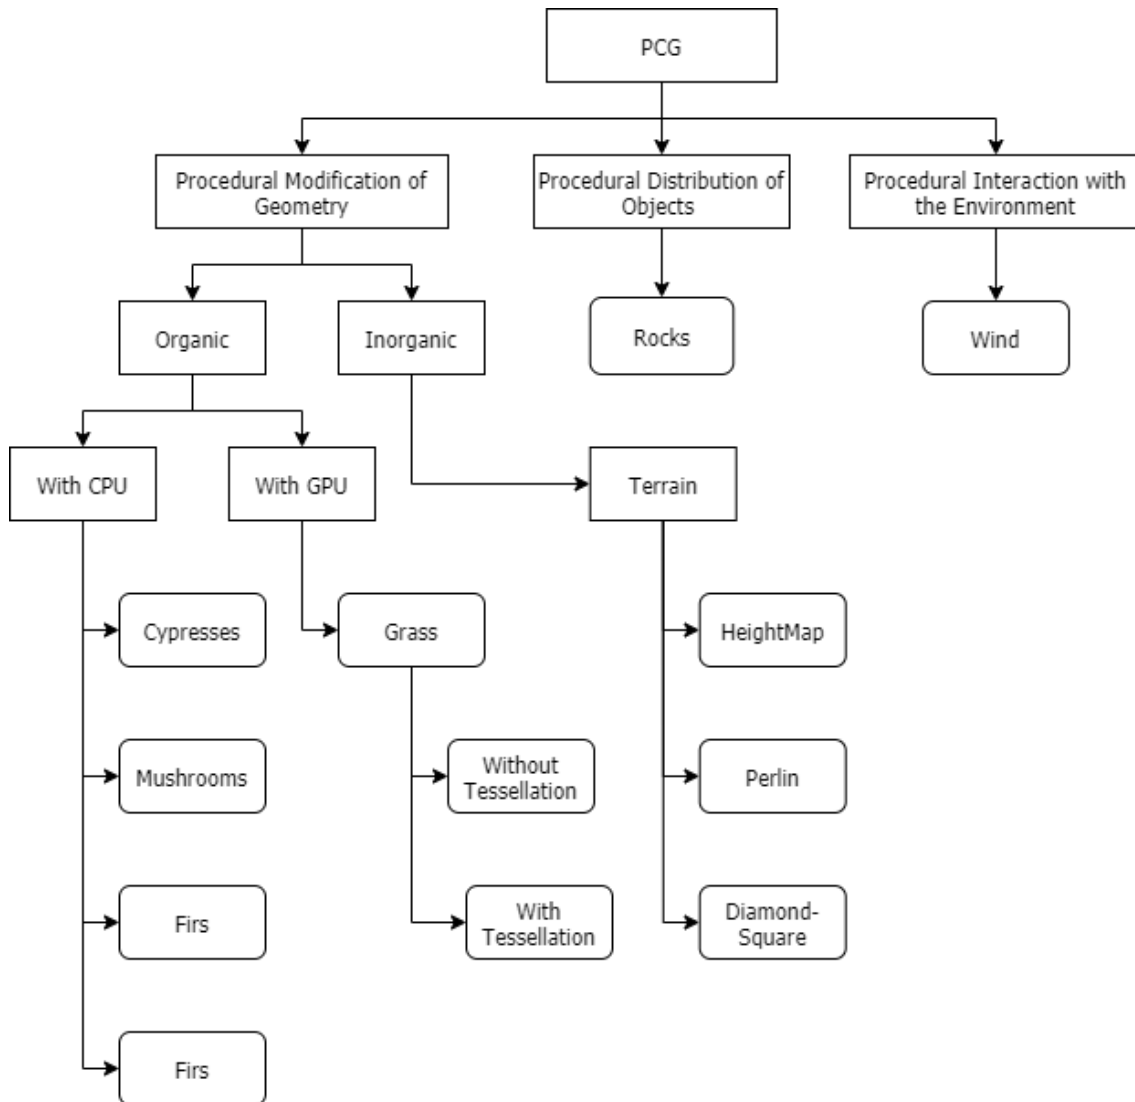 PCG
Procedural Modification of
Geometry
Procedural Distribution of
Objects
Procedural Interaction with
the Environment
Organic
Inorganic
Rocks
Wind
With CPU
With GPU
Terrain
Cypresses
Grass
HeightMap
Mushrooms
Without
Tessellation
Perlin
Firs
With
Tessellation
Diamond-
Square
Firs